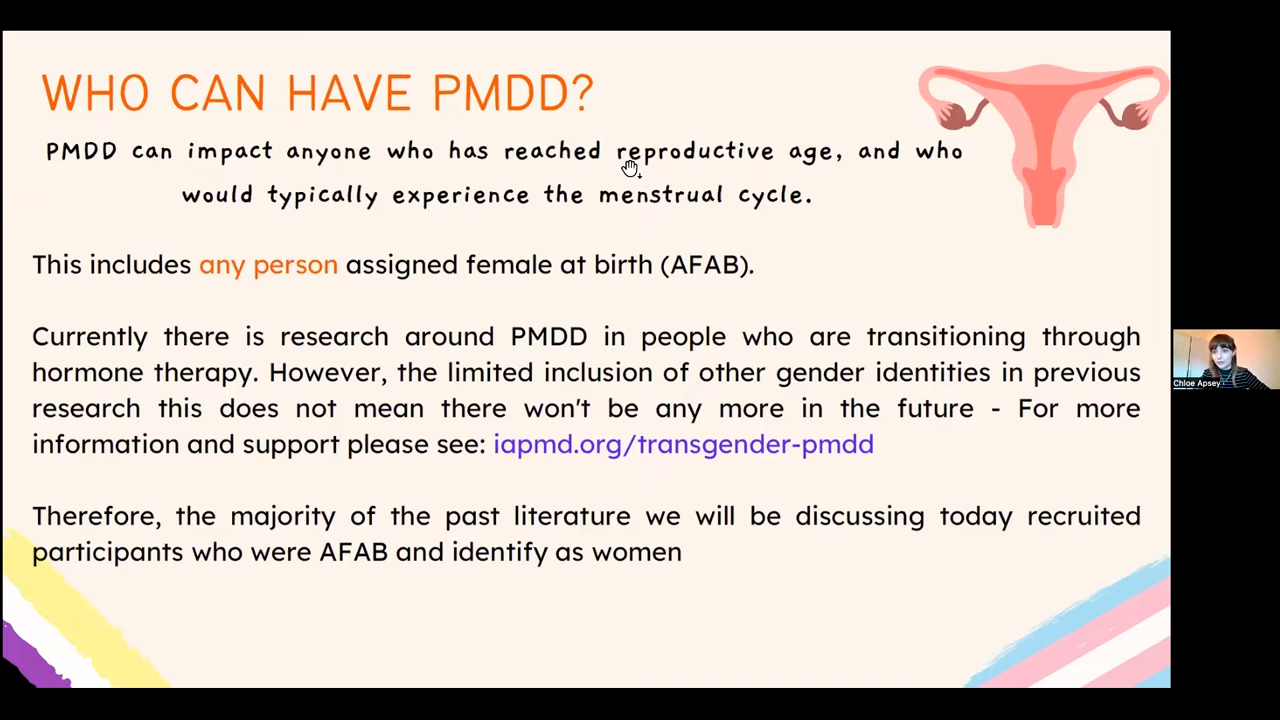 WHO CAN HAVE PMDD?
PMDD can impact anyone who has reached reproductive age, and who
would typically experience the menstrual cycle.
This includes any person assigned female at birth (AFAB).
Currently there is research around PMDD in people who are transitioning through
hormone therapy. However, the limited inclusion of other gender identities in previous
research this does not mean there won't be any more in the future - For more
information and support please see: iapmd.org/transgender-pmdd
Therefore, the majority of the past literature we will be discussing today recruited
participants who were AFAB and identify as women
Chloe Apsey